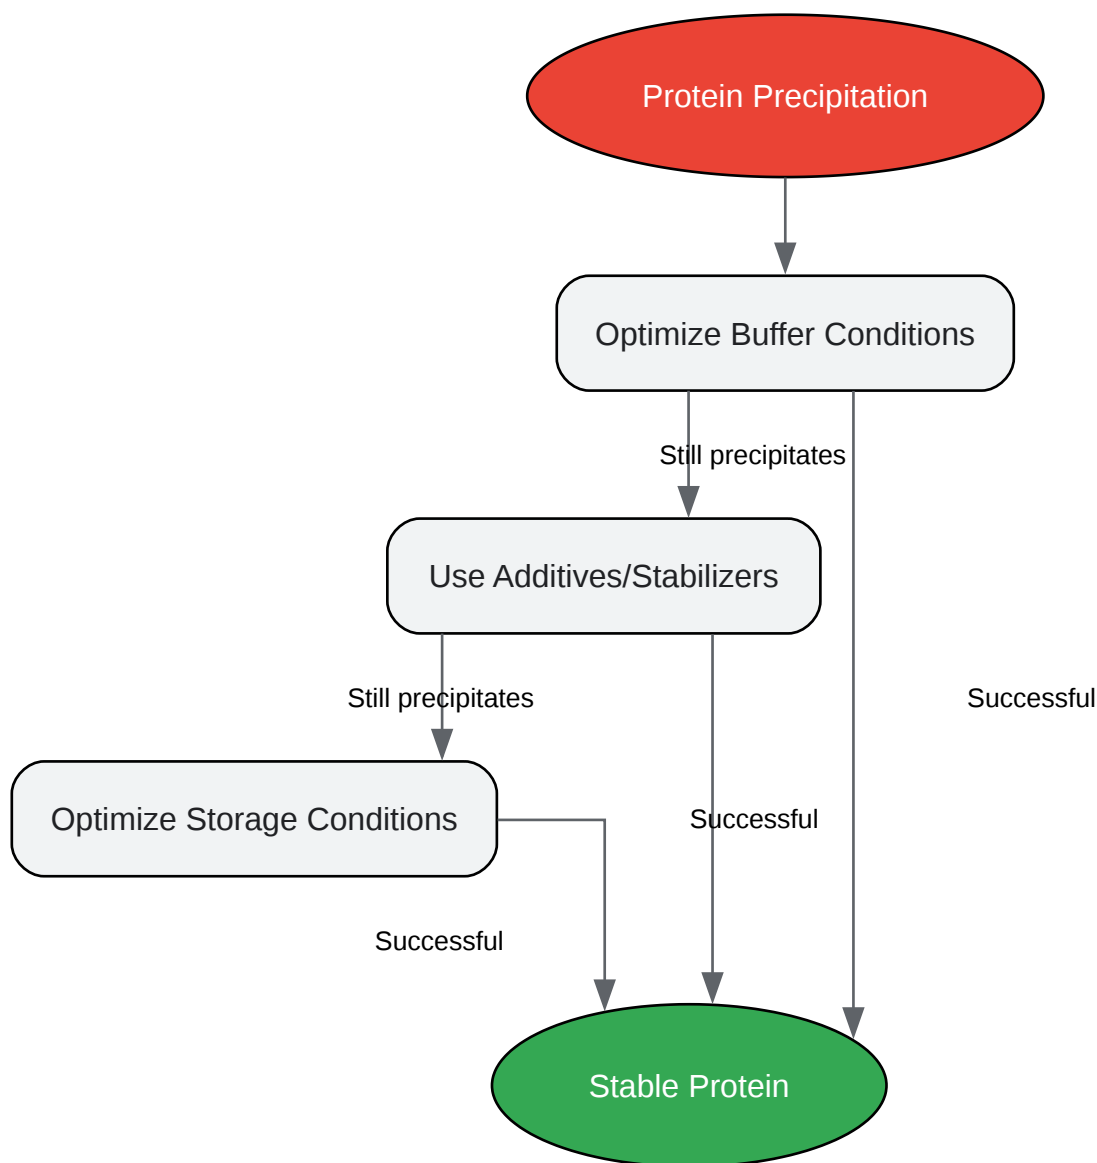 Protein Precipitation
Optimize Buffer Conditions
Still precipitates
Use Additives/Stabilizers
Still precipitates
Successful
Optimize Storage Conditions
Successful
Successful
Stable Protein